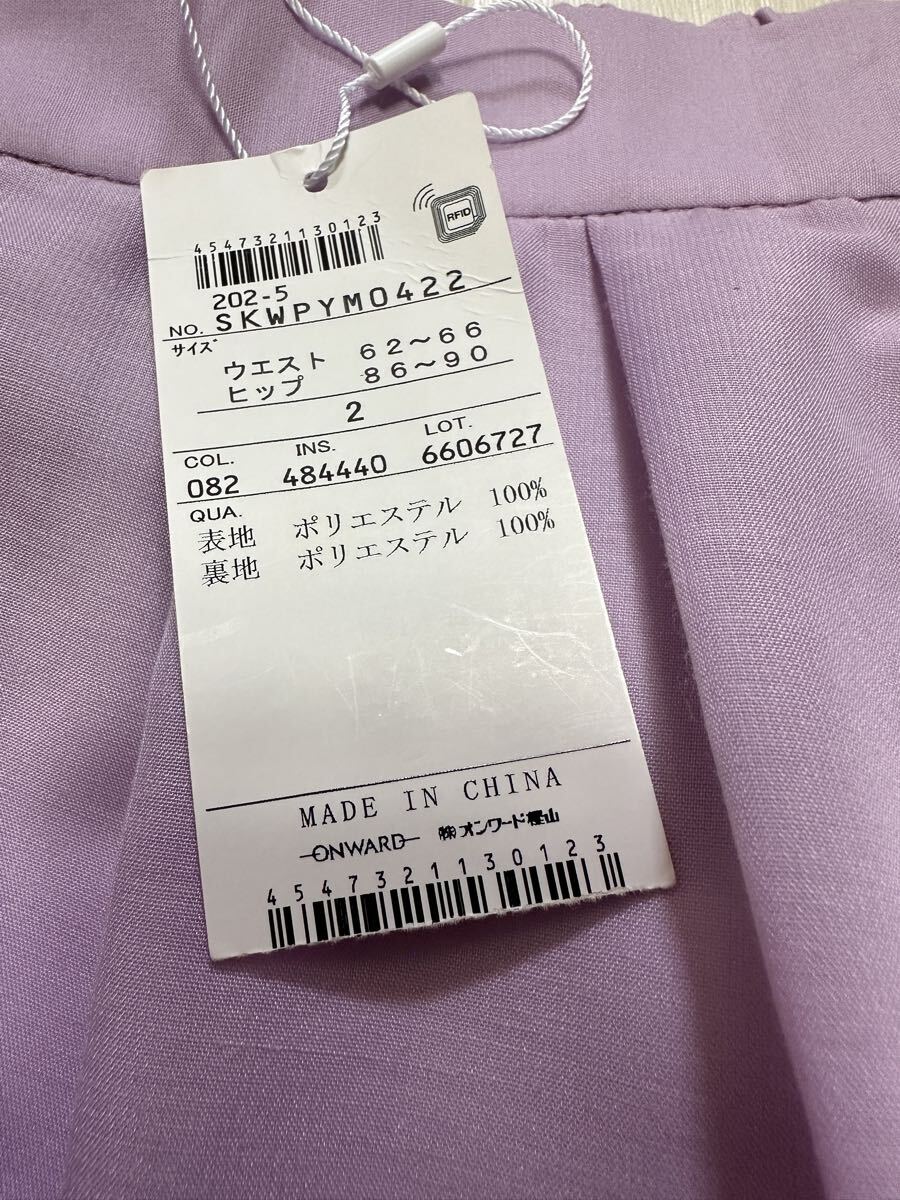 RFID
4547321130123
202-5
NO. SKWPYM0422
サイズ
ウエスト 62～66
ヒップ 86～90
2
COL. INS. LOT.
082 484440 6606727
QUA.
表地 ポリエステル 100%
裏地 ポリエステル 100%
MADE IN CHINA
ONWARD ㈱オンワード樫山
4547321130123